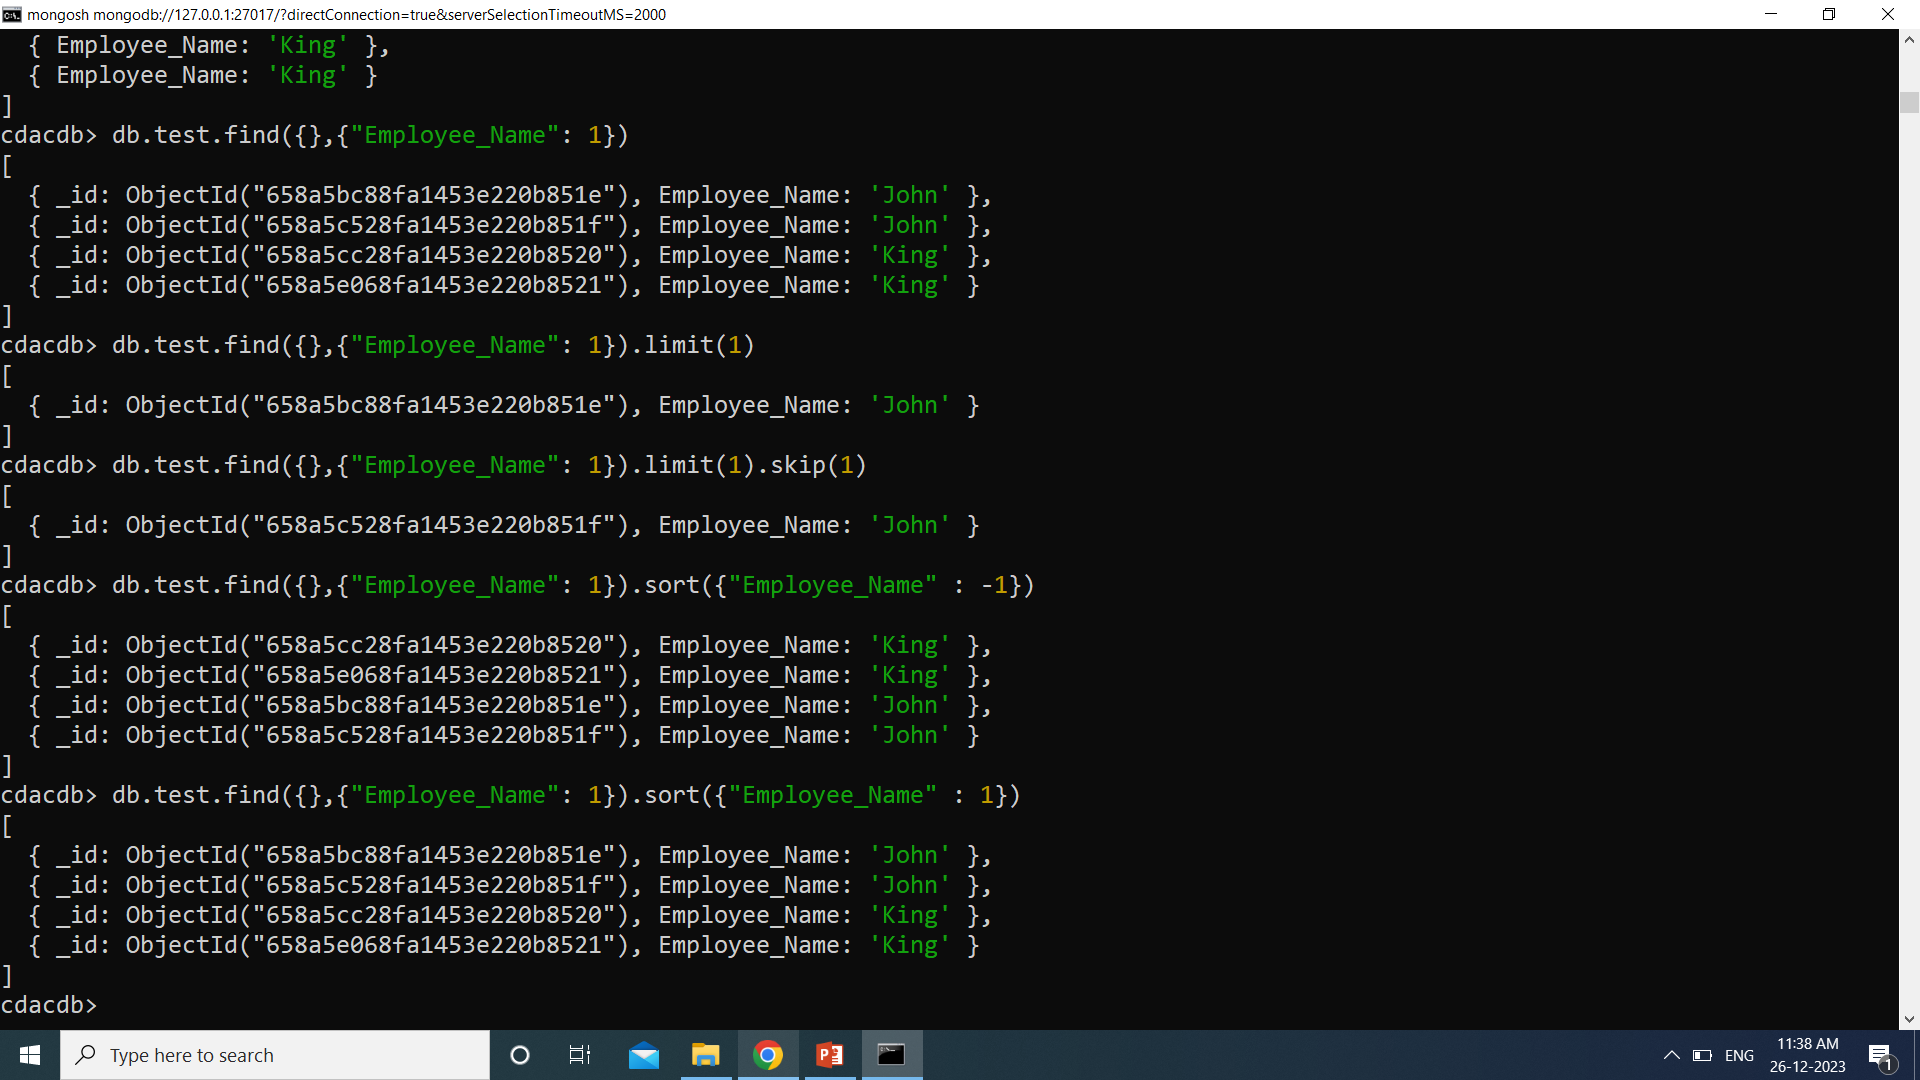 mongosh mongodb://127.0.0.1:27017/?directConnection=true&serverSelectionTimeoutMS=2000
  { Employee_Name: 'King' },
  { Employee_Name: 'King' }
]
cdacdb> db.test.find({},{"Employee_Name": 1})
[
  { _id: ObjectId("658a5bc88fa1453e220b851e"), Employee_Name: 'John' },
  { _id: ObjectId("658a5c528fa1453e220b851f"), Employee_Name: 'John' },
  { _id: ObjectId("658a5cc28fa1453e220b8520"), Employee_Name: 'King' },
  { _id: ObjectId("658a5e068fa1453e220b8521"), Employee_Name: 'King' }
]
cdacdb> db.test.find({},{"Employee_Name": 1}).limit(1)
[
  { _id: ObjectId("658a5bc88fa1453e220b851e"), Employee_Name: 'John' }
]
cdacdb> db.test.find({},{"Employee_Name": 1}).limit(1).skip(1)
[
  { _id: ObjectId("658a5c528fa1453e220b851f"), Employee_Name: 'John' }
]
cdacdb> db.test.find({},{"Employee_Name": 1}).sort({"Employee_Name" : -1})
[
  { _id: ObjectId("658a5cc28fa1453e220b8520"), Employee_Name: 'King' },
  { _id: ObjectId("658a5e068fa1453e220b8521"), Employee_Name: 'King' },
  { _id: ObjectId("658a5bc88fa1453e220b851e"), Employee_Name: 'John' },
  { _id: ObjectId("658a5c528fa1453e220b851f"), Employee_Name: 'John' }
]
cdacdb> db.test.find({},{"Employee_Name": 1}).sort({"Employee_Name" : 1})
[
  { _id: ObjectId("658a5bc88fa1453e220b851e"), Employee_Name: 'John' },
  { _id: ObjectId("658a5c528fa1453e220b851f"), Employee_Name: 'John' },
  { _id: ObjectId("658a5cc28fa1453e220b8520"), Employee_Name: 'King' },
  { _id: ObjectId("658a5e068fa1453e220b8521"), Employee_Name: 'King' }
]
cdacdb>
Type here to search
ENG
11:38 AM
26-12-2023
1